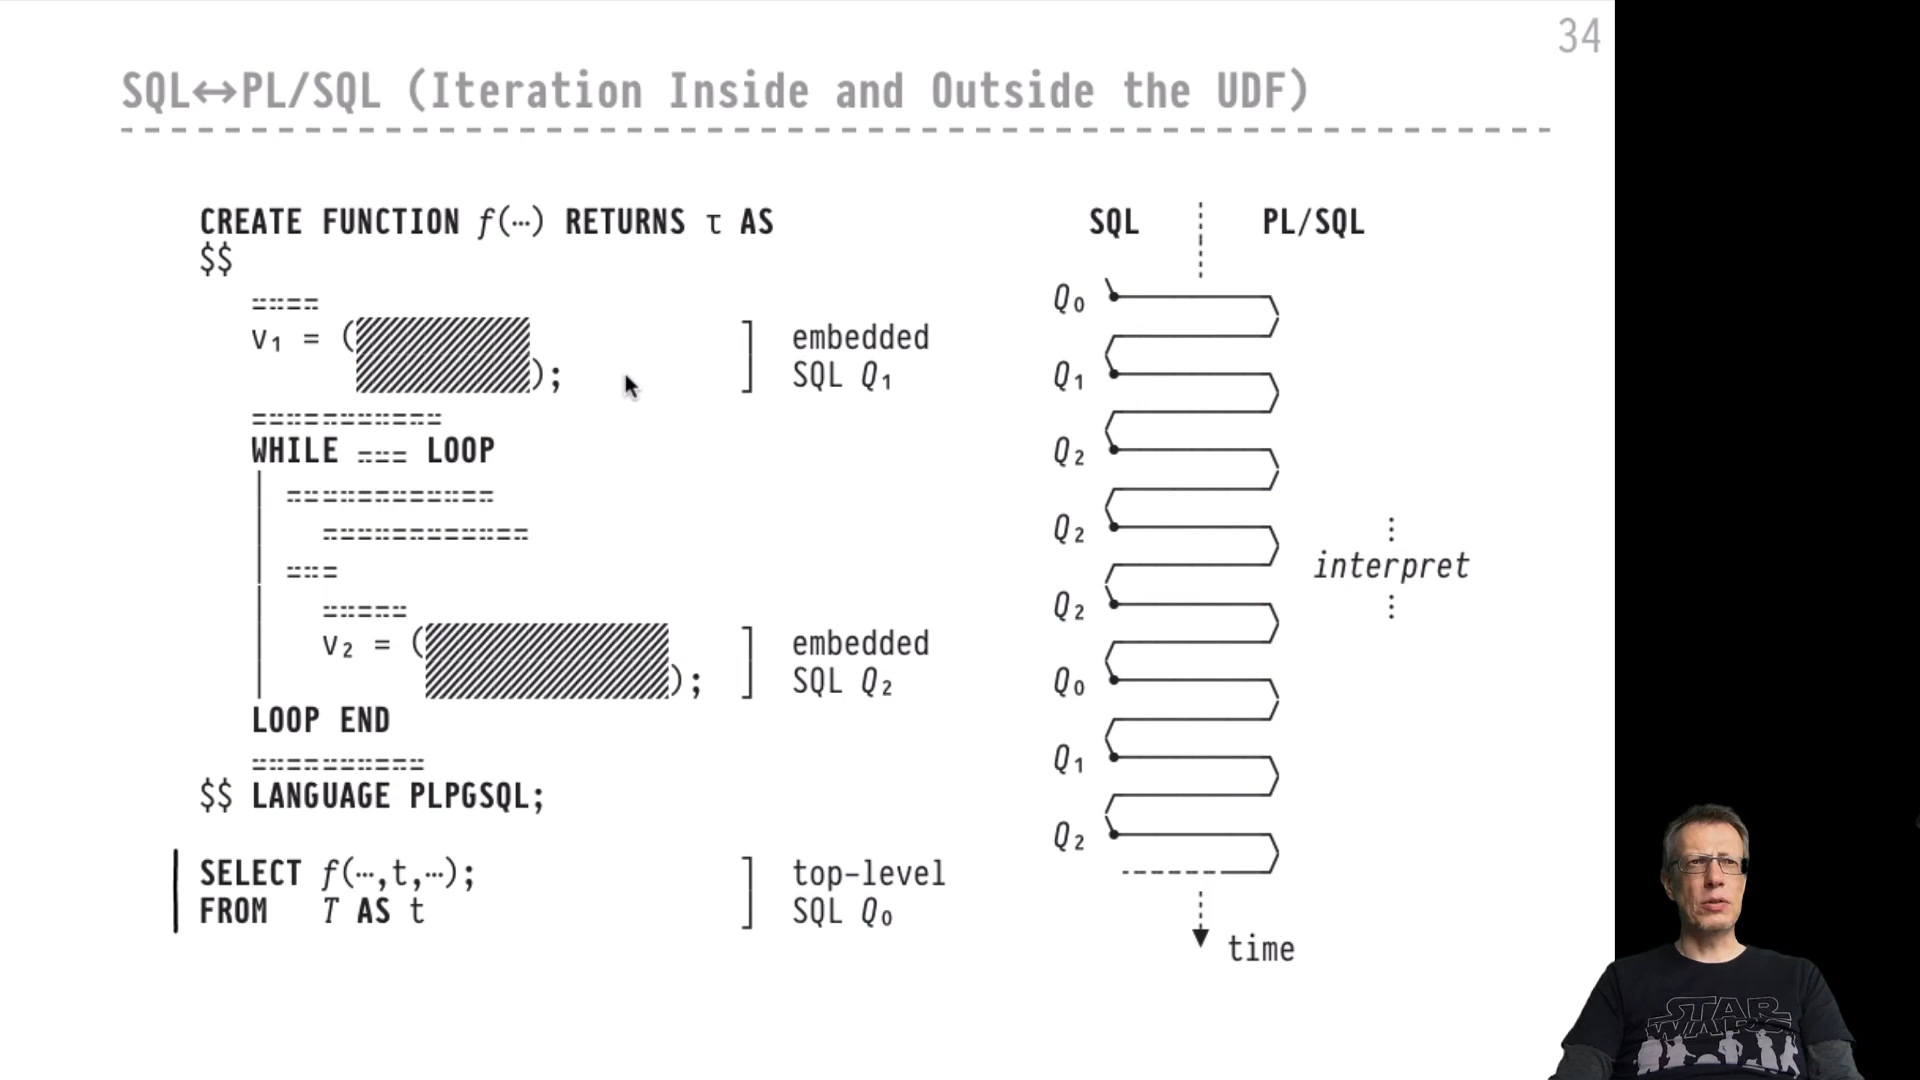 34
SQL↔PL/SQL (Iteration Inside and Outside the UDF)
CREATE FUNCTION f(⋯) RETURNS τ AS
$$
v₁ = (
);
embedded
SQL Q₁
WHILE LOOP
v₂ = (
);
embedded
SQL Q₂
LOOP END
$$ LANGUAGE PLPGSQL;
SELECT f(⋯,t,⋯);
FROM T AS t
top-level
SQL Q₀
SQL PL/SQL
Q₀
Q₁
Q₂
Q₂
Q₂
Q₀
Q₁
Q₂
⋮
interpret
⋮
time
STAR
WARS